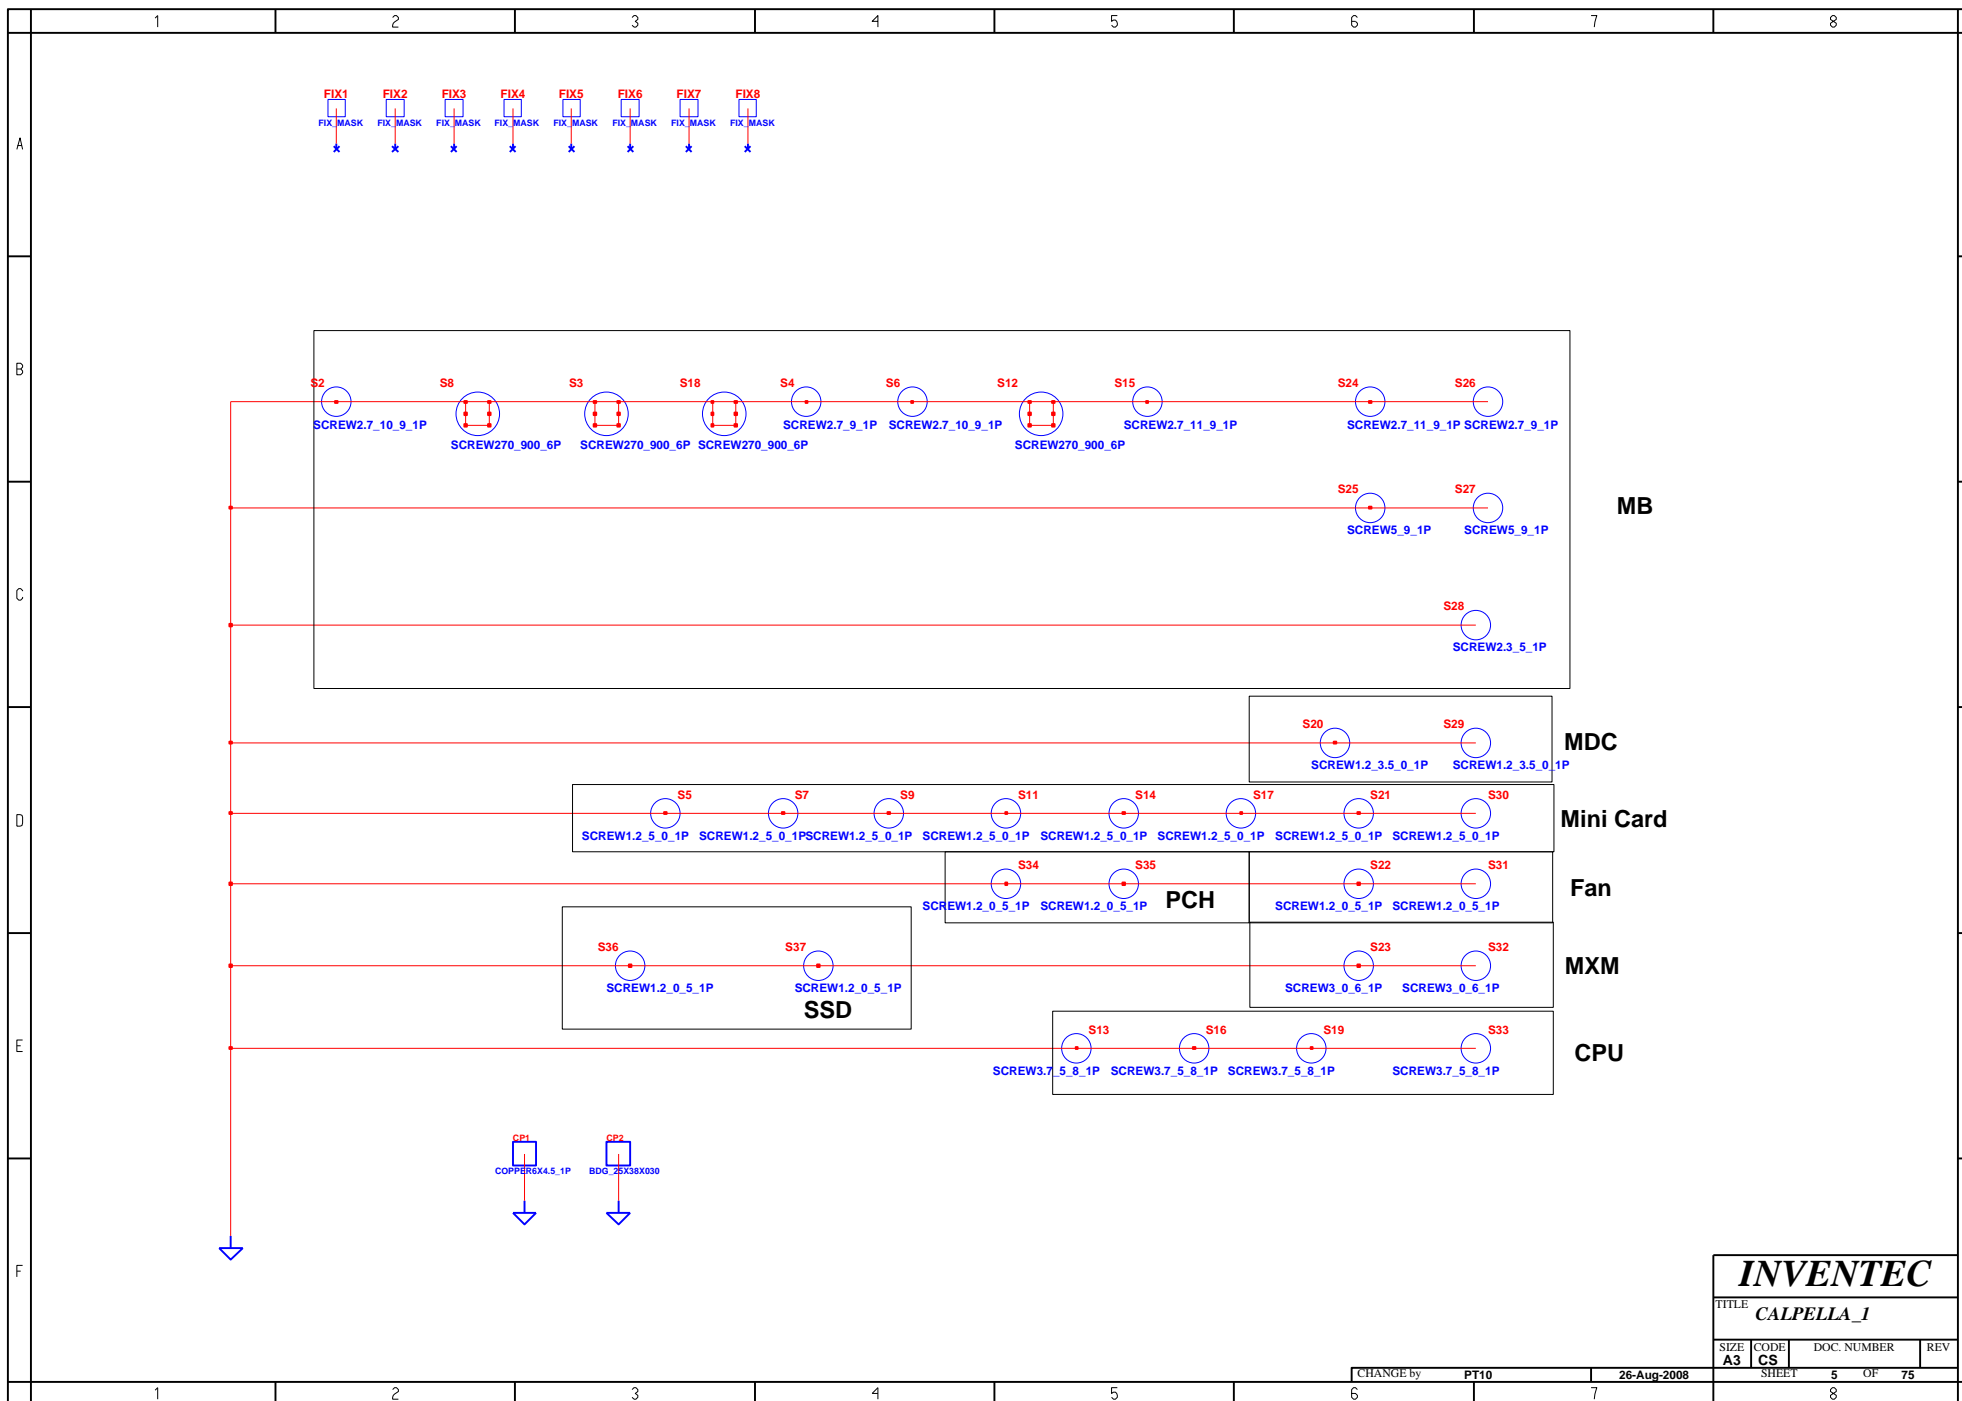 1 2 3 4 5 6 7 8
FIX1 FIX2 FIX3 FIX4 FIX5 FIX6 FIX7 FIX8
FIX_MASK FIX_MASK FIX_MASK FIX_MASK FIX_MASK FIX_MASK FIX_MASK FIX_MASK
A
B
S2 S8 S3 S18 S4 S6 S12 S15 S24 S26
SCREW2.7_10_9_1P SCREW2.7_9_1P SCREW2.7_10_9_1P SCREW2.7_11_9_1P SCREW2.7_11_9_1P SCREW2.7_9_1P
SCREW270_900_6P SCREW270_900_6P SCREW270_900_6P SCREW270_900_6P
S25 S27
MB
SCREW5_9_1P SCREW5_9_1P
C
S28
SCREW2.3_5_1P
S20 S29
MDC
SCREW1.2_3.5_0_1P SCREW1.2_3.5_0_1P
S5 S7 S9 S11 S14 S17 S21 S30
D
Mini Card
SCREW1.2_5_0_1P SCREW1.2_5_0_1P SCREW1.2_5_0_1P SCREW1.2_5_0_1P SCREW1.2_5_0_1P SCREW1.2_5_0_1P SCREW1.2_5_0_1P SCREW1.2_5_0_1P
S34 S35 S22 S31
PCH Fan
SCREW1.2_0_5_1P SCREW1.2_0_5_1P SCREW1.2_0_5_1P SCREW1.2_0_5_1P
S36 S37 S23 S32
MXM
SCREW1.2_0_5_1P SCREW1.2_0_5_1P SCREW3_0_6_1P SCREW3_0_6_1P
SSD
S13 S16 S19 S33
E
CPU
SCREW3.7_5_8_1P SCREW3.7_5_8_1P SCREW3.7_5_8_1P SCREW3.7_5_8_1P
CP1 CP2
COPPER6X4.5_1P BDG_25X38X030
F
INVENTEC
TITLE CALPELLA_1
SIZE CODE DOC. NUMBER REV
A3 CS
CHANGE by PT10 26-Aug-2008 SHEET 5 OF 75
1 2 3 4 5 6 7 8